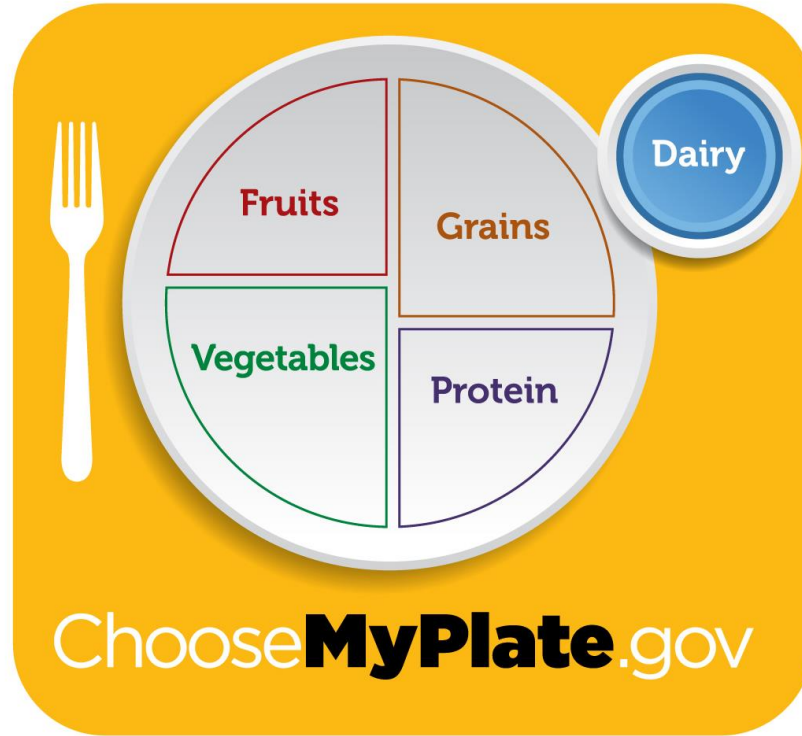 Fruits
Grains
Dairy
Vegetables
Protein
ChooseMyPlate.gov